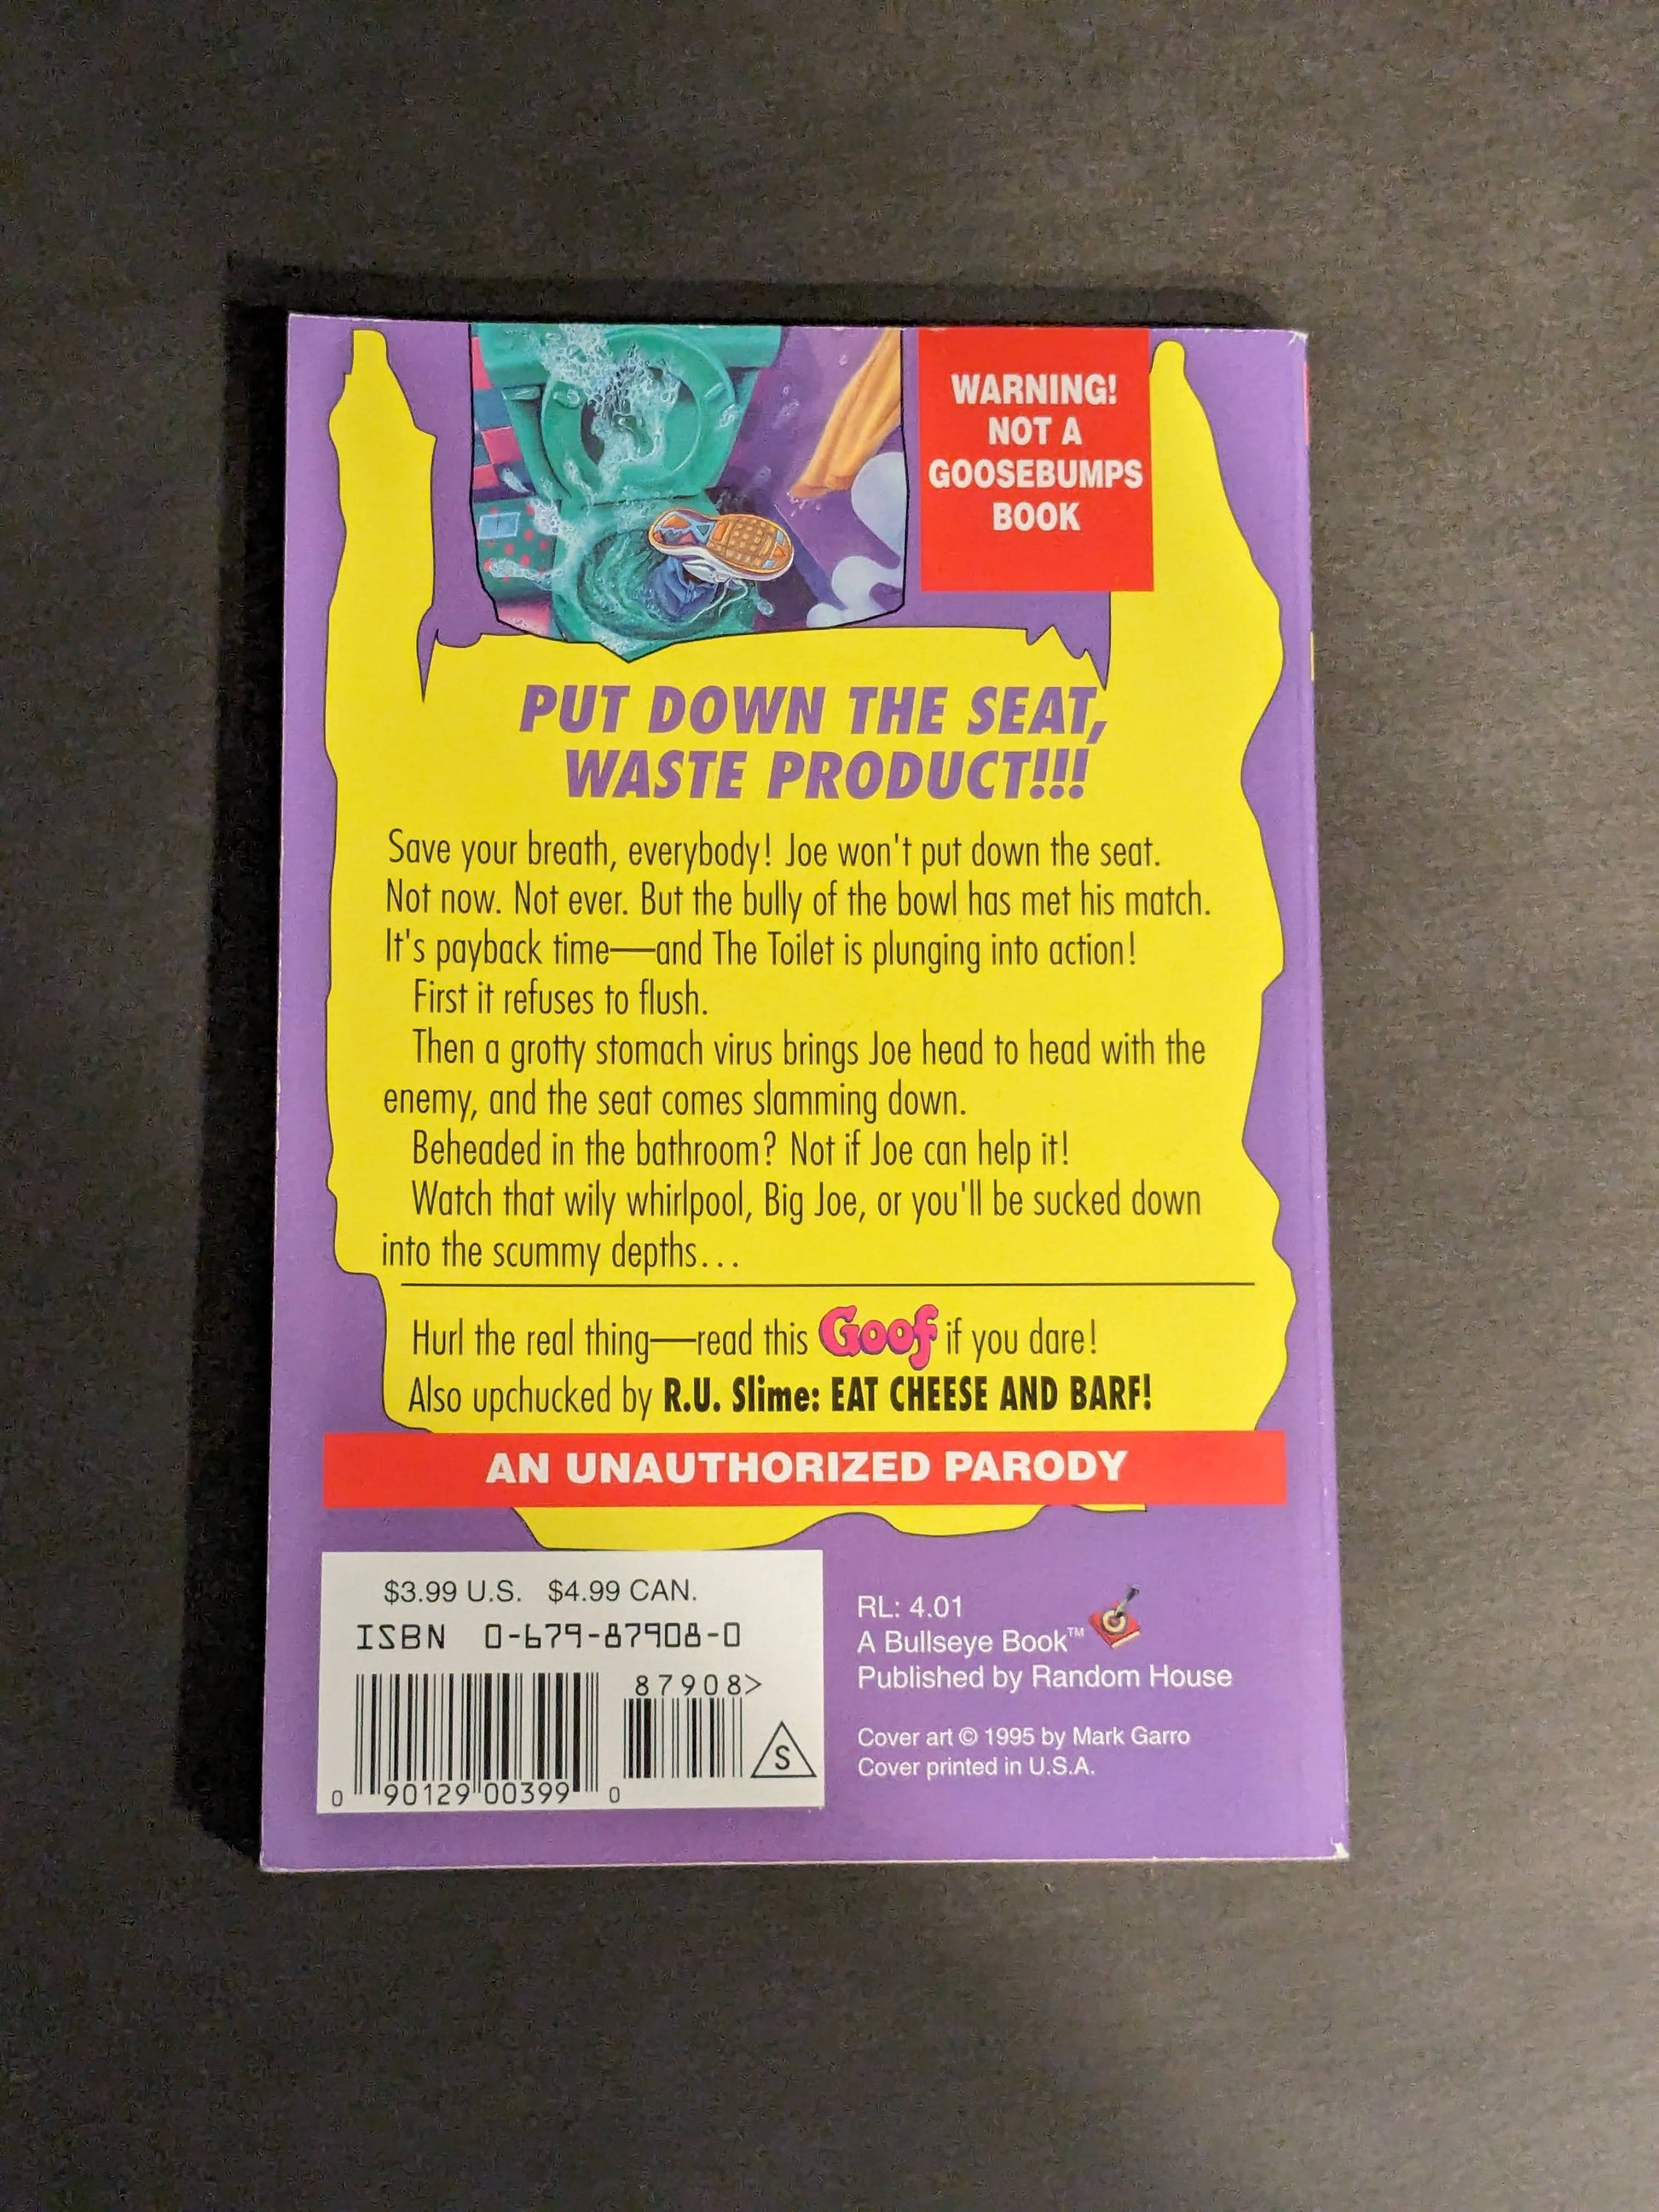 WARNING!
NOT A
GOOSEBUMPS
BOOK
PUT DOWN THE SEAT,
WASTE PRODUCT!!!
Save your breath, everybody! Joe won't put down the seat.
Not now. Not ever. But the bully of the bowl has met his match.
It's payback time—and The Toilet is plunging into action!
First it refuses to flush.
Then a grotty stomach virus brings Joe head to head with the
enemy, and the seat comes slamming down.
Beheaded in the bathroom? Not if Joe can help it!
Watch that wily whirlpool, Big Joe, or you'll be sucked down
into the scummy depths...
Hurl the real thing—read this Goof if you dare!
Also upchucked by R.U. Slime: EAT CHEESE AND BARF!
AN UNAUTHORIZED PARODY
$3.99 U.S. $4.99 CAN.
ISBN 0-679-87908-0
87908>
S
0 90129 00399 0
RL: 4.01
A Bullseye Book™
Published by Random House
Cover art © 1995 by Mark Garro
Cover printed in U.S.A.